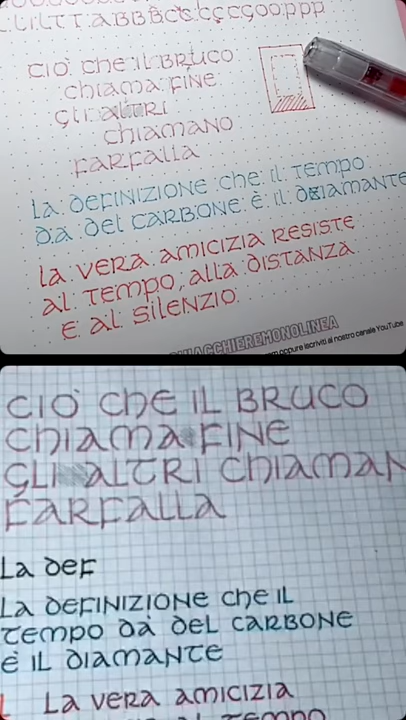 CIÒ CHE IL BRUCO
CHIAMA FINE
GLI ALTRI
CHIAMANO
FARFALLA
LA DEFINIZIONE CHE IL TEMPO
DÀ DEL CARBONE È IL DIAMANTE
LA VERA AMICIZIA RESISTE
AL TEMPO, ALLA DISTANZA
E AL SILENZIO.
CHIACCHIEREMONOLINEA
oppure iscriviti al nostro canale YouTube
CIÒ CHE IL BRUCO
CHIAMA FINE
GLI ALTRI CHIAMAN
FARFALLA
LA DEF
LA DEFINIZIONE CHE IL
TEMPO DÀ DEL CARBONE
È IL DIAMANTE
LA VERA AMICIZIA
TEMPO